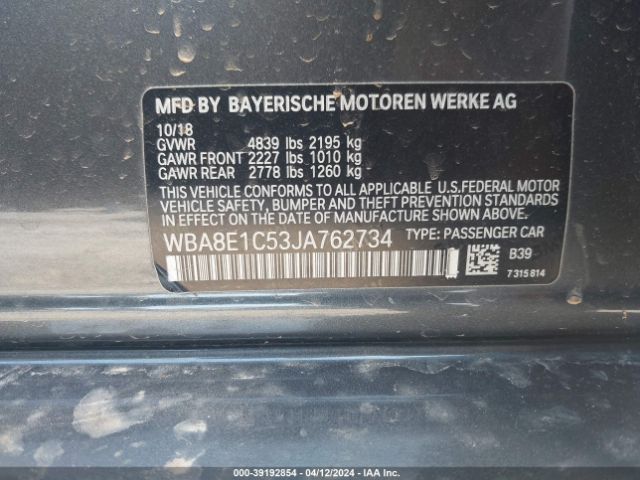 MFD BY BAYERISCHE MOTOREN WERKE AG
10/18
GVWR 4839 lbs 2195 kg
GAWR FRONT 2227 lbs 1010 kg
GAWR REAR 2778 lbs 1260 kg
THIS VEHICLE CONFORMS TO ALL APPLICABLE U.S.FEDERAL MOTOR
VEHICLE SAFETY, BUMPER AND THEFT PREVENTION
STANDARDS IN EFFECT ON THE DATE OF MANUFACTURE SHOWN ABOVE.
WBA8E1C53JA762734 TYPE: PASSENGER CAR
B39
7315814
000-39192854 - 04/12/2024 - IAA Inc.